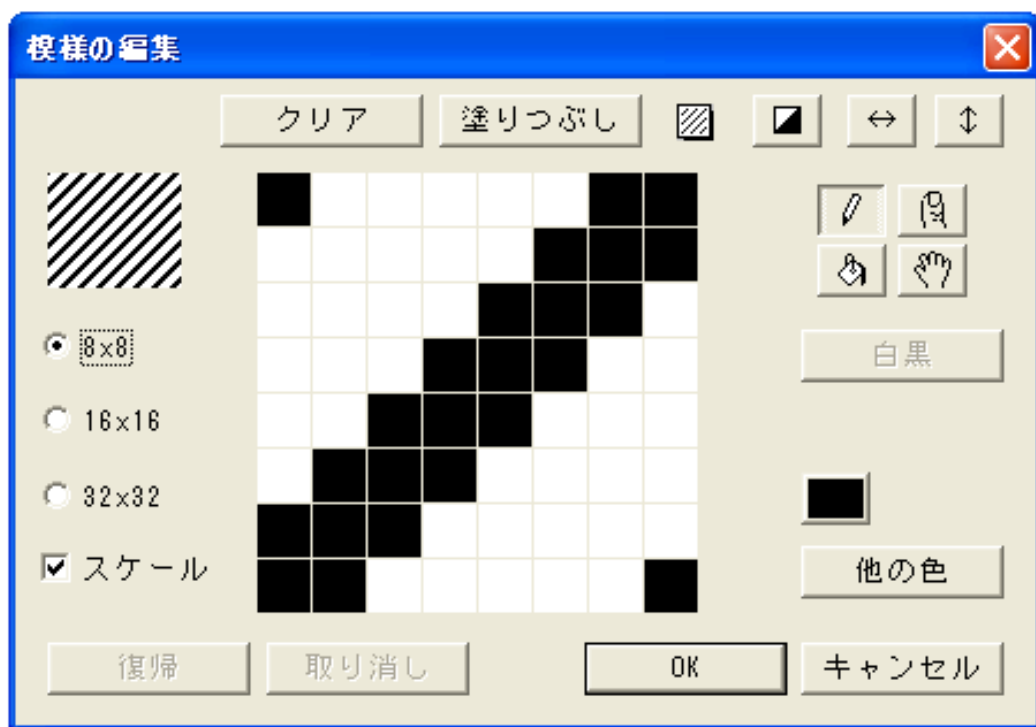 模様の編集
クリア
塗りつぶし
8x8
16x16
32x32
スケール
白黒
他の色
復帰
取り消し
OK
キャンセル